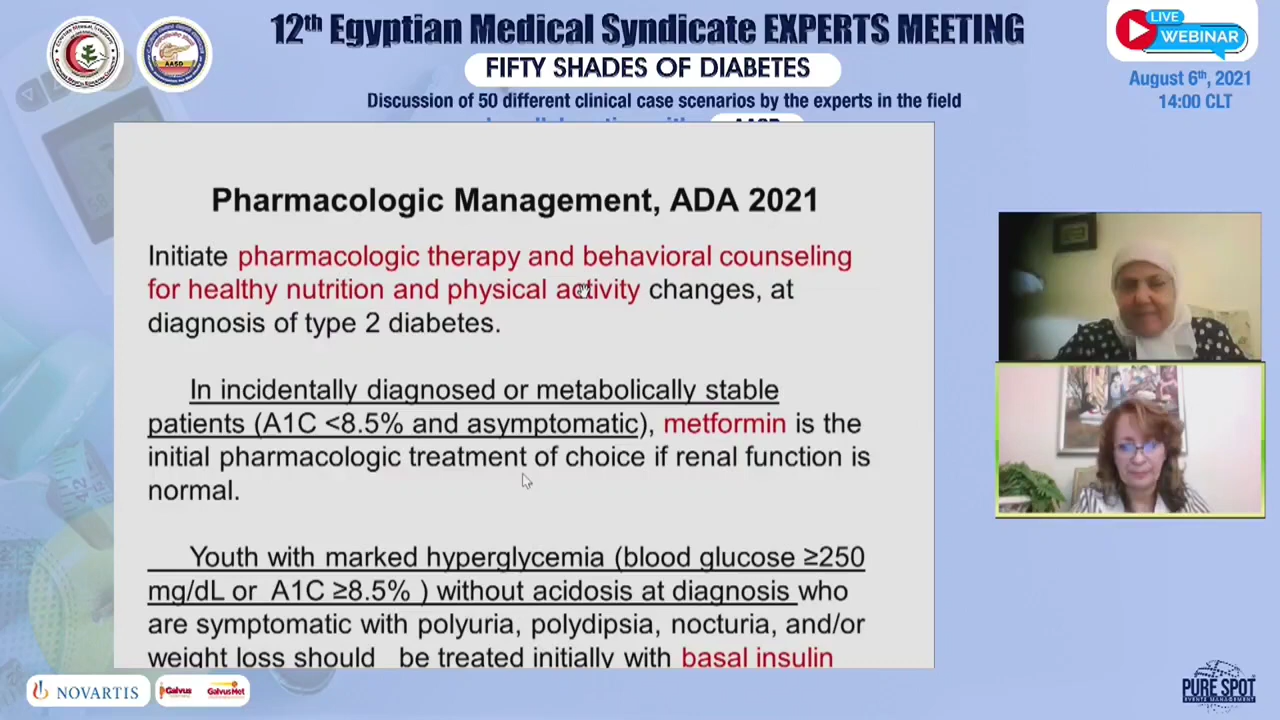 12th Egyptian Medical Syndicate EXPERTS MEETING
FIFTY SHADES OF DIABETES
Discussion of 50 different clinical case scenarios by the experts in the field
LIVE
WEBINAR
August 6th, 2021
14:00 CLT
AASD
Pharmacologic Management, ADA 2021
Initiate pharmacologic therapy and behavioral counseling
for healthy nutrition and physical activity changes, at
diagnosis of type 2 diabetes.
In incidentally diagnosed or metabolically stable
patients (A1C <8.5% and asymptomatic), metformin is the
initial pharmacologic treatment of choice if renal function is
normal.
Youth with marked hyperglycemia (blood glucose ≥250
mg/dL or A1C ≥8.5% ) without acidosis at diagnosis who
are symptomatic with polyuria, polydipsia, nocturia, and/or
weight loss should be treated initially with basal insulin
NOVARTIS
Galvus
GalvusMet
PURE SPOT
EVENTS MANAGEMENT